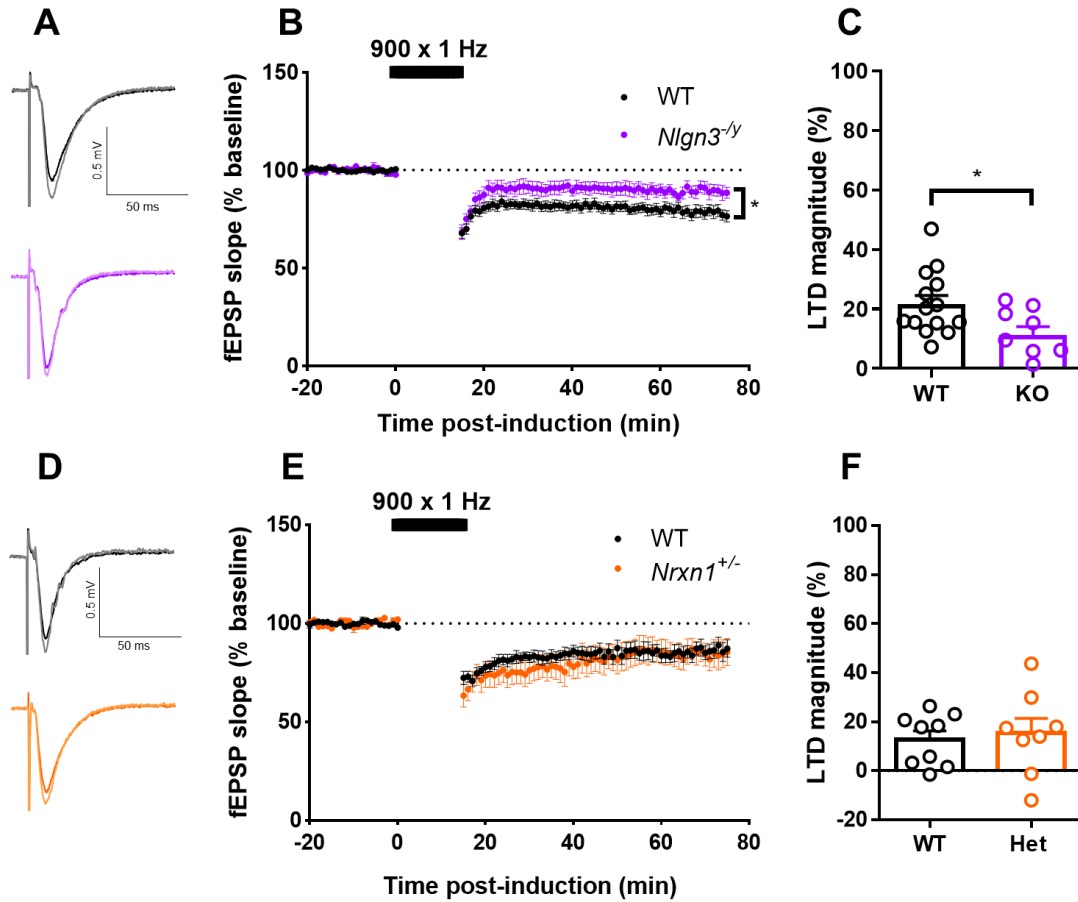 A
B
C
0.5 mV
50 ms
900 x 1 Hz
WT
Nlgn3-/y
*
fEPSP slope (% baseline)
150
100
50
0
-20
0
20
40
60
80
Time post-induction (min)
LTD magnitude (%)
100
80
60
40
20
0
*
WT
KO
D
E
F
0.5 mV
50 ms
900 x 1 Hz
WT
Nrxn1+/-
fEPSP slope (% baseline)
150
100
50
0
-20
0
20
40
60
80
Time post-induction (min)
LTD magnitude (%)
100
80
60
40
20
0
-20
WT
Het